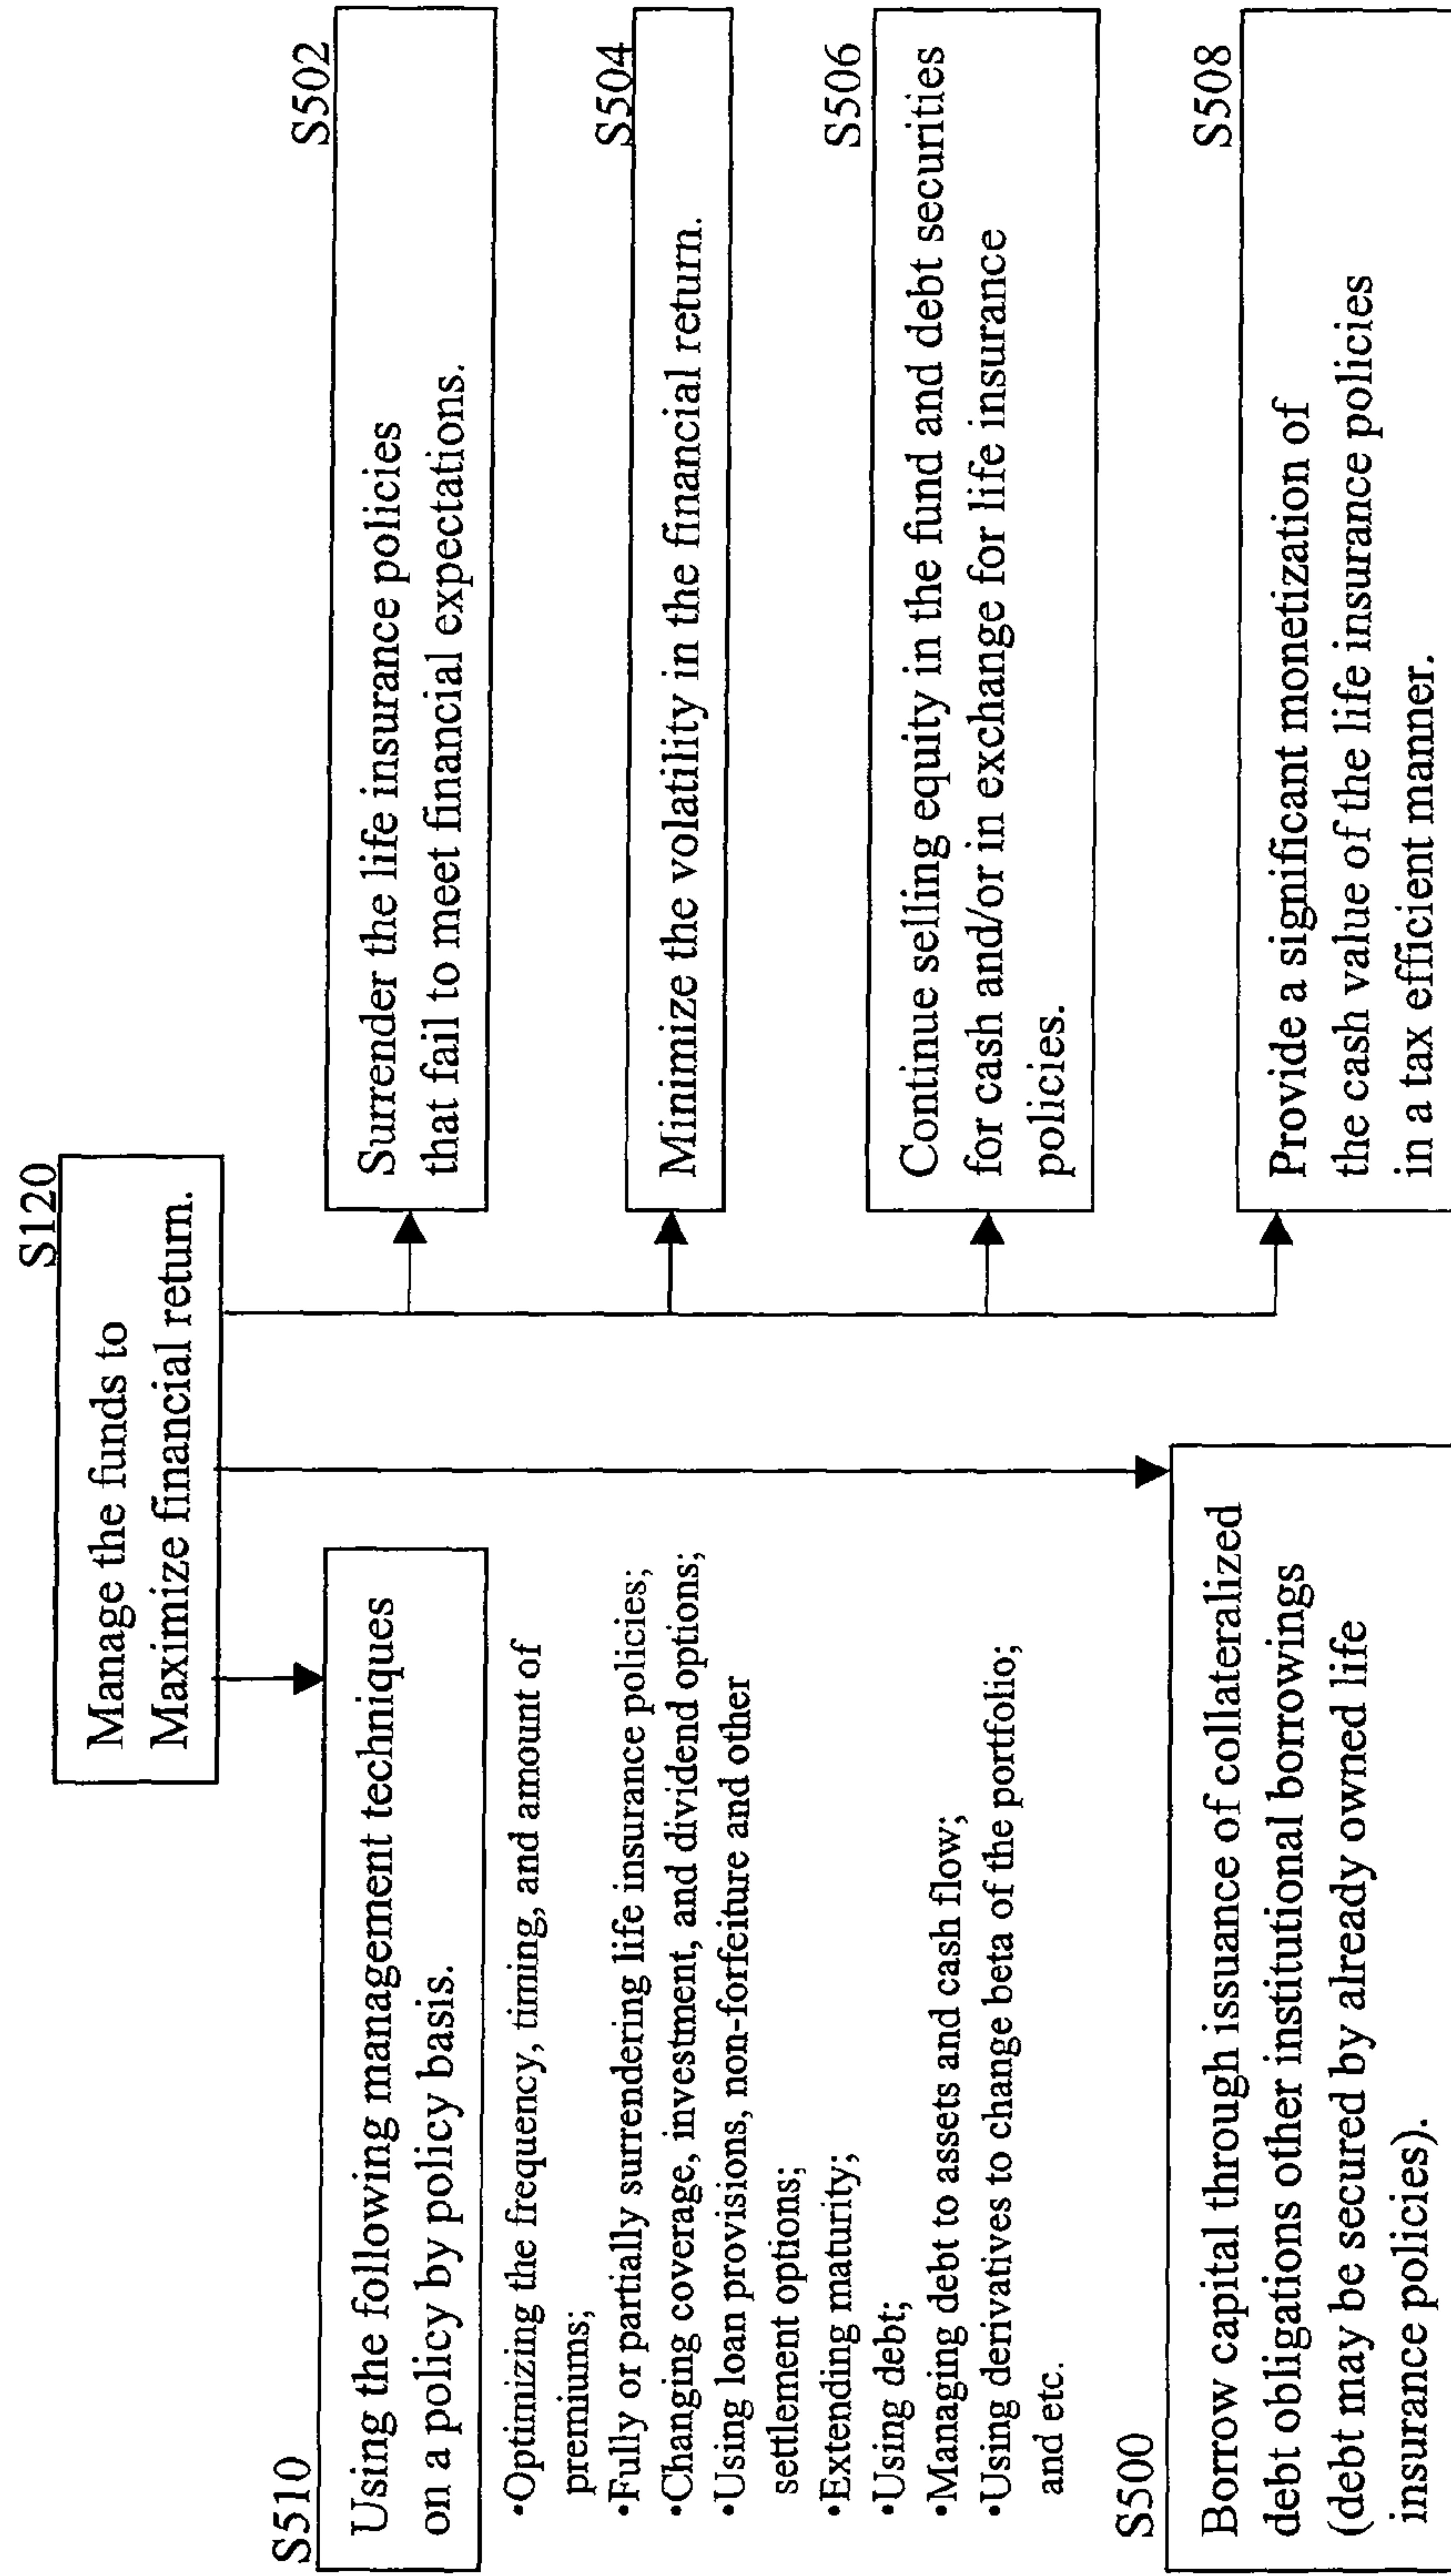 S120
Manage the funds to
Maximize financial return.
S510
Using the following management techniques
on a policy by policy basis.
•Optimizing the frequency, timing, and amount of
premiums;
•Fully or partially surrendering life insurance policies;
•Changing coverage, investment, and dividend options;
•Using loan provisions, non-forfeiture and other
settlement options;
•Extending maturity;
•Using debt;
•Managing debt to assets and cash flow;
•Using derivatives to change beta of the portfolio;
and etc.
S500
Borrow capital through issuance of collateralized
debt obligations other institutional borrowings
(debt may be secured by already owned life
insurance policies).
S502
Surrender the life insurance policies
that fail to meet financial expectations.
S504
Minimize the volatility in the financial return.
S506
Continue selling equity in the fund and debt securities
for cash and/or in exchange for life insurance
policies.
S508
Provide a significant monetization of
the cash value of the life insurance policies
in a tax efficient manner.